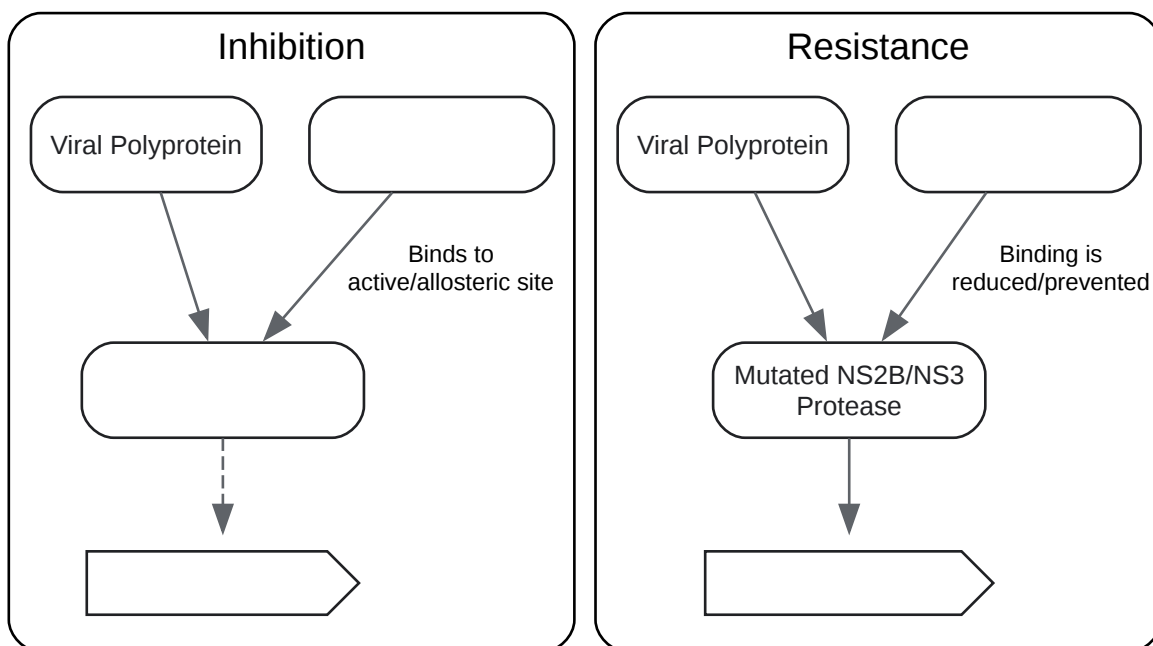 Inhibition
Viral Polyprotein
Binds to
active/allosteric site
Resistance
Viral Polyprotein
Binding is
reduced/prevented
Mutated NS2B/NS3
Protease